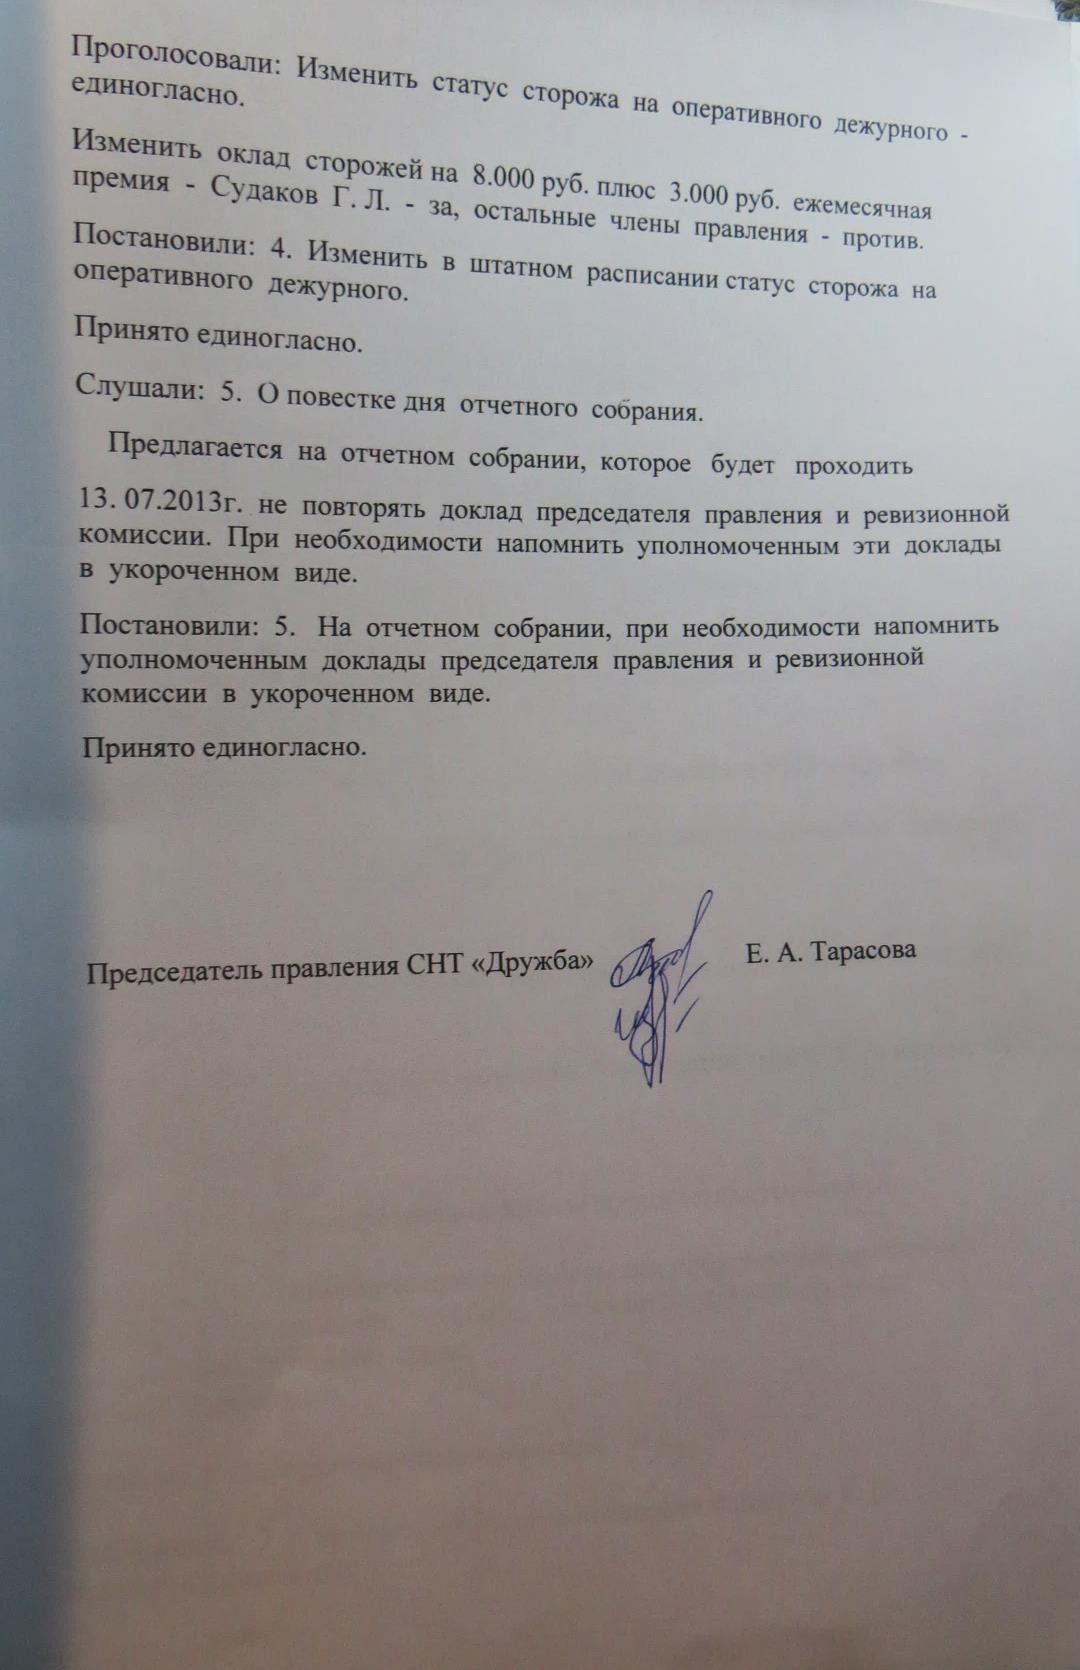 Проголосовали: Изменить статус сторожа на оперативного дежурного -
единогласно.
Изменить оклад сторожей на 8.000 руб. плюс 3.000 руб. ежемесячная
премия - Судаков Г. Л. - за, остальные члены правления - против.
Постановили: 4. Изменить в штатном расписании статус сторожа на
оперативного дежурного.
Принято единогласно.
Слушали: 5. О повестке дня отчетного собрания.
Предлагается на отчетном собрании, которое будет проходить
13. 07.2013г. не повторять доклад председателя правления и ревизионной
комиссии. При необходимости напомнить уполномоченным эти доклады
в укороченном виде.
Постановили: 5. На отчетном собрании, при необходимости напомнить
уполномоченным доклады председателя правления и ревизионной
комиссии в укороченном виде.
Принято единогласно.
Председатель правления СНТ «Дружба» Е. А. Тарасова